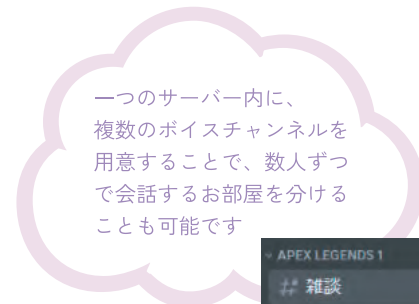 一つのサーバー内に、
複数のボイスチャンネルを
用意することで、数人ずつ
で会話するお部屋を分ける
ことも可能です
APEX LEGENDS 1
# 雑談